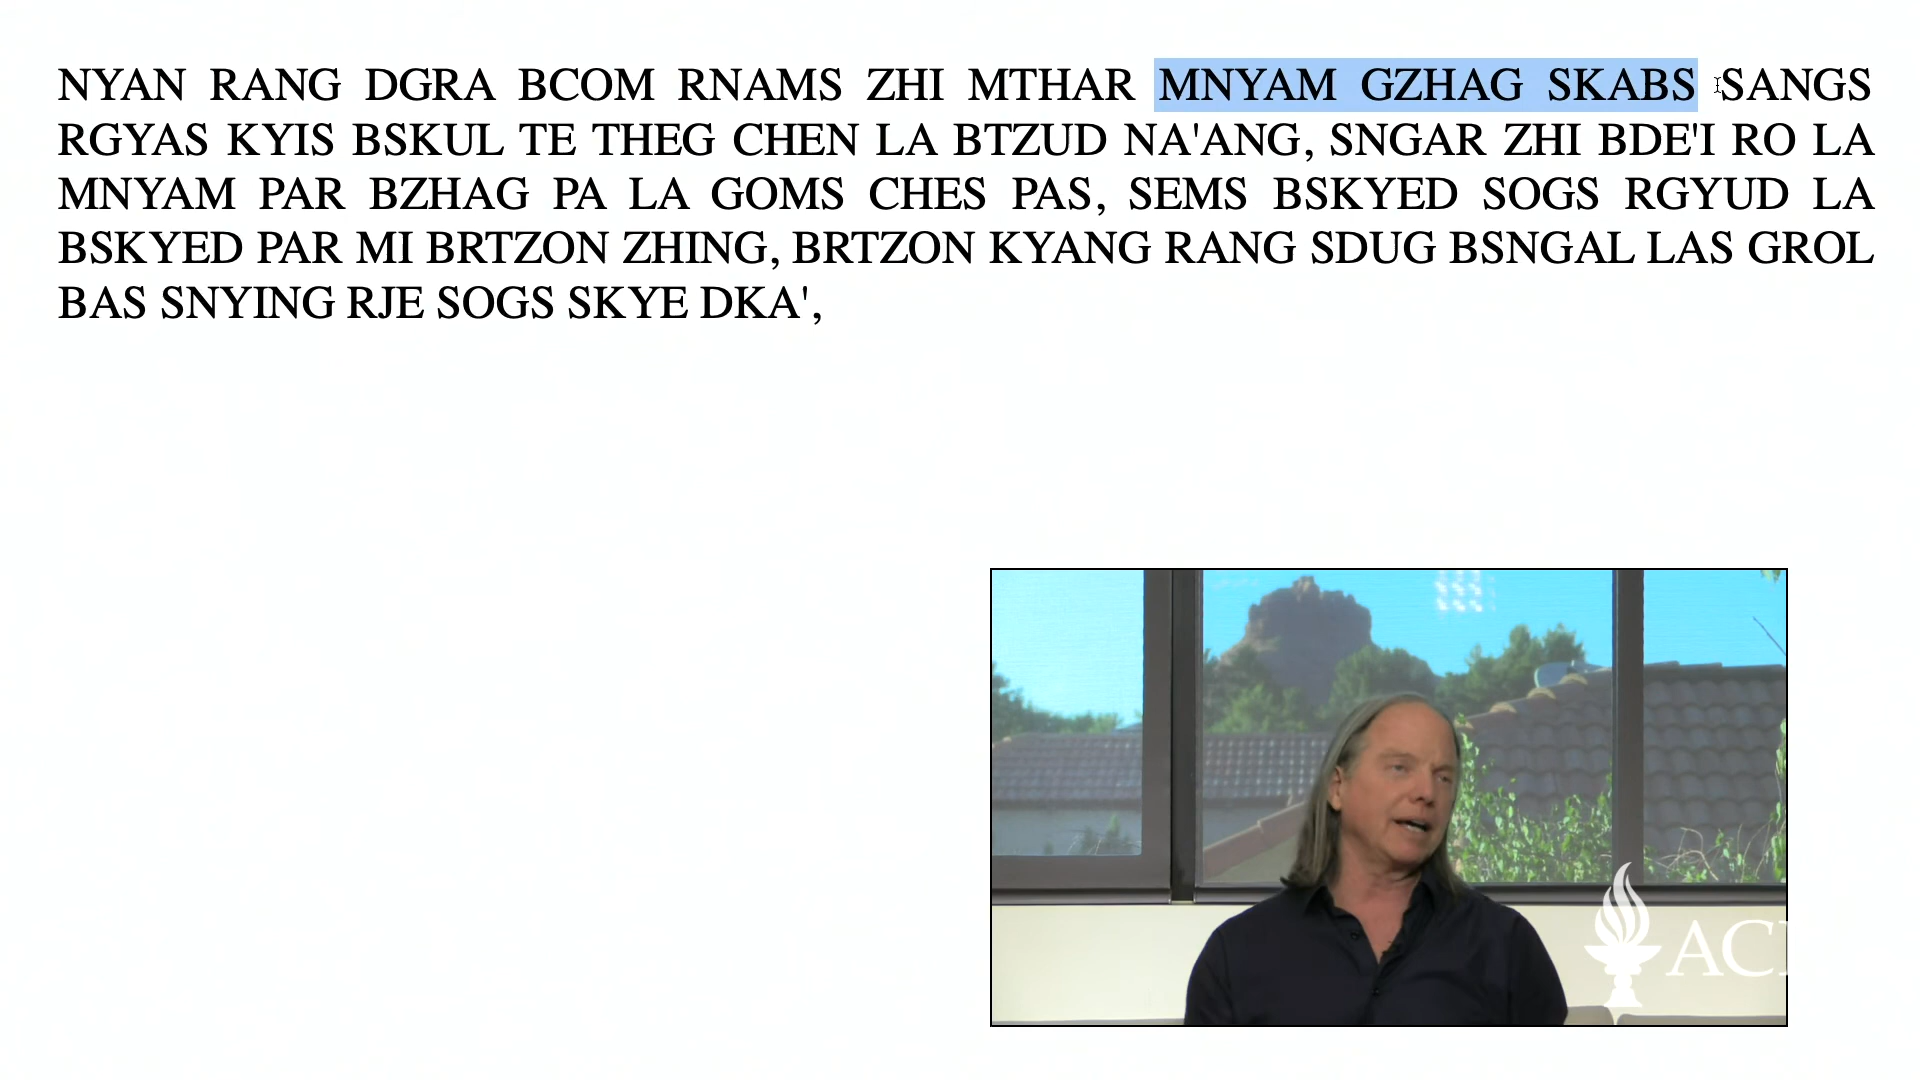 NYAN RANG DGRA BCOM RNAMS ZHI MTHAR MNYAM GZHAG SKABS SANGS
RGYAS KYIS BSKUL TE THEG CHEN LA BTZUD NA'ANG, SNGAR ZHI BDE'I RO LA
MNYAM PAR BZHAG PA LA GOMS CHES PAS, SEMS BSKYED SOGS RGYUD LA
BSKYED PAR MI BRTZON ZHING, BRTZON KYANG RANG SDUG BSNGAL LAS GROL
BAS SNYING RJE SOGS SKYE DKA',